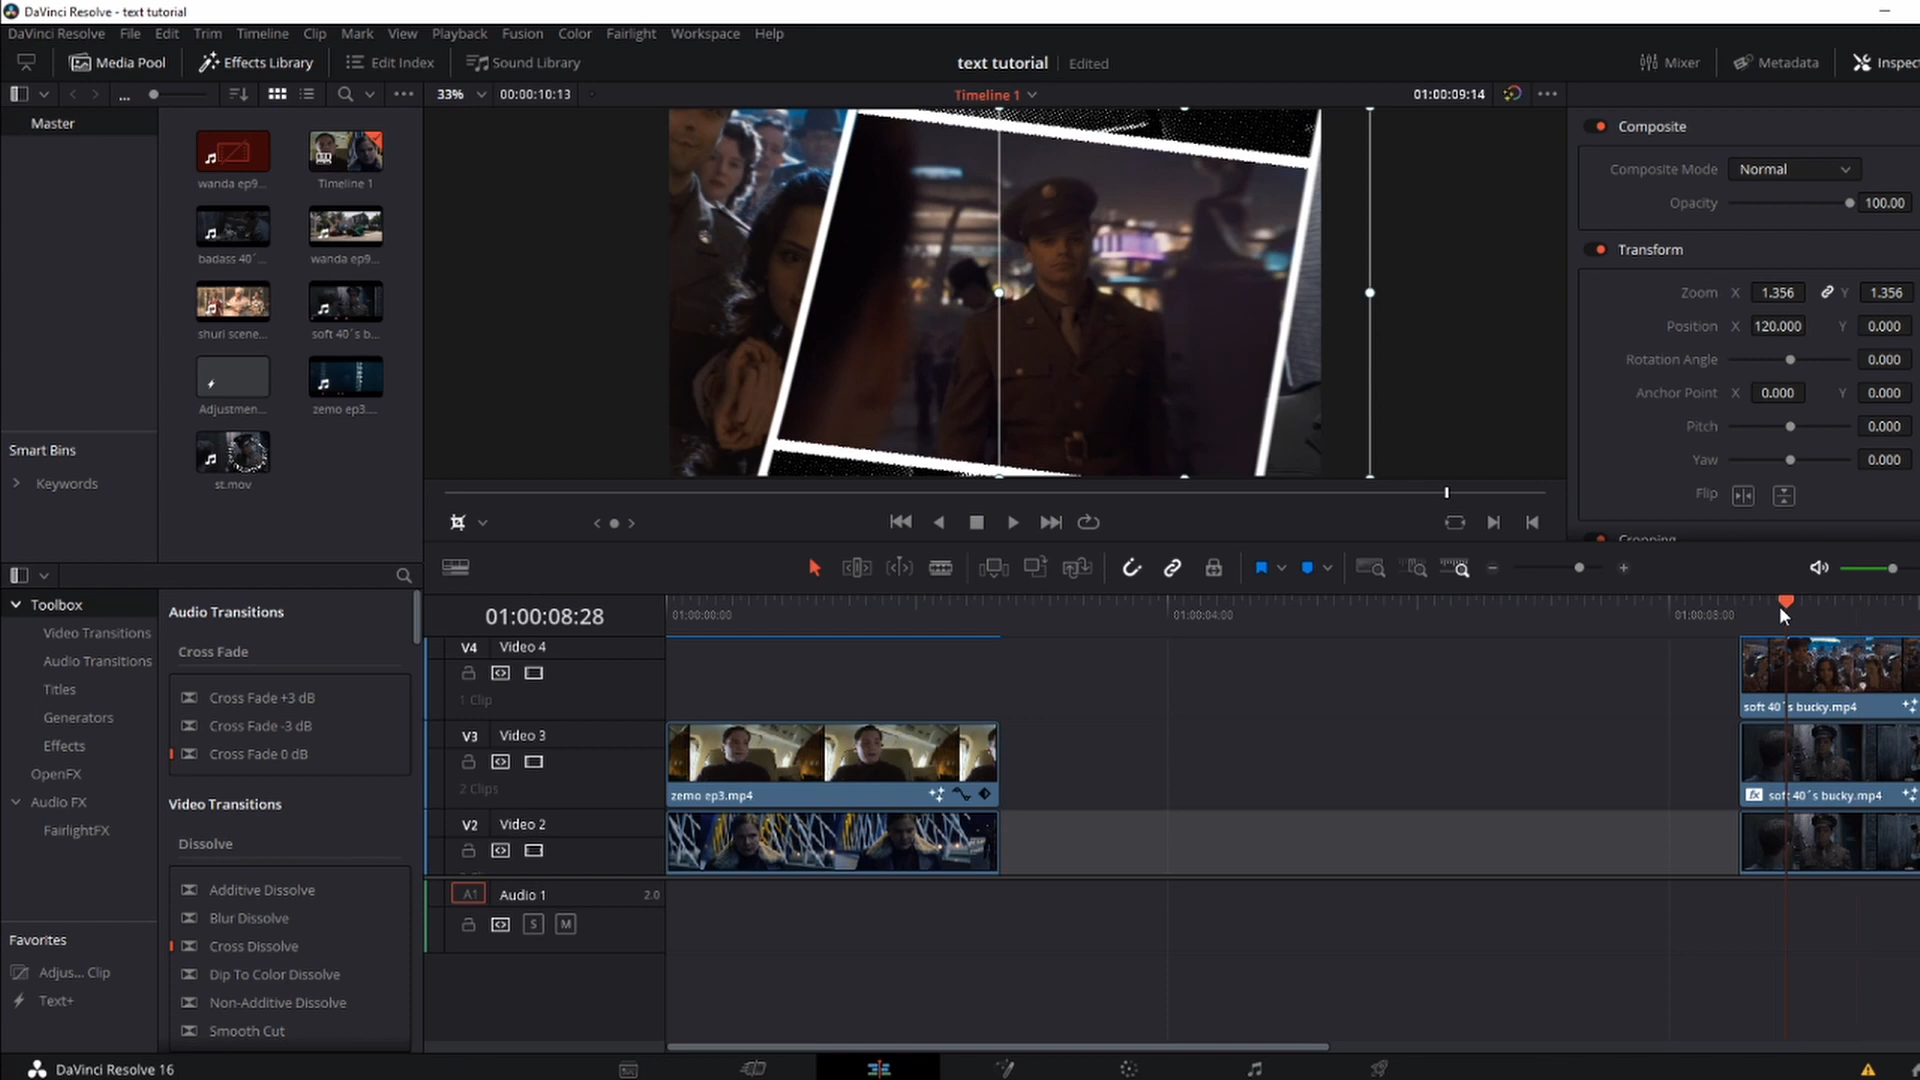 DaVinci Resolve - text tutorial
DaVinci Resolve File Edit Trim Timeline Clip Mark View Playback Fusion Color Fairlight Workspace Help
Media Pool Effects Library Edit Index Sound Library text tutorial Edited Mixer Metadata Inspec
... 33% 00:00:10:13 Timeline 1 01:00:09:14
Master
wanda ep9... Timeline 1
badass 40´... wanda ep9...
shuri scene... soft 40´s b...
Adjustmen... zemo ep3....
st.mov
Smart Bins
Keywords
Composite
Composite Mode Normal
Opacity 100.00
Transform
Zoom X 1.356 Y 1.356
Position X 120.000 Y 0.000
Rotation Angle 0.000
Anchor Point X 0.000 Y 0.000
Pitch 0.000
Yaw 0.000
Flip
Cropping
Toolbox
Video Transitions
Audio Transitions
Titles
Generators
Effects
OpenFX
Audio FX
FairlightFX
Favorites
Adjus... Clip
Text+
Audio Transitions
Cross Fade
Cross Fade +3 dB
Cross Fade -3 dB
Cross Fade 0 dB
Video Transitions
Dissolve
Additive Dissolve
Blur Dissolve
Cross Dissolve
Dip To Color Dissolve
Non-Additive Dissolve
Smooth Cut
01:00:08:28 01:00:00:00 01:00:04:00 01:00:08:00
V4 Video 4
1 Clip
soft 40´s bucky.mp4
V3 Video 3
2 Clips
zemo ep3.mp4
fx soft 40´s bucky.mp4
V2 Video 2
A1 Audio 1 2.0
S M
DaVinci Resolve 16